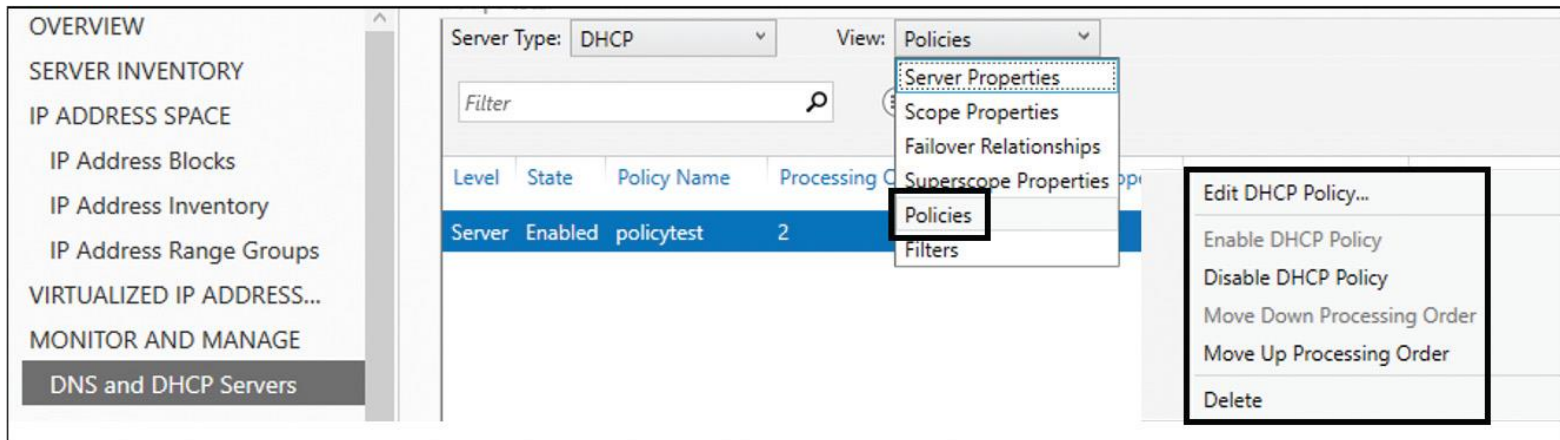 OVERVIEW
SERVER INVENTORY
IP ADDRESS SPACE
IP Address Blocks
IP Address Inventory
IP Address Range Groups
VIRTUALIZED IP ADDRESS...
MONITOR AND MANAGE
DNS and DHCP Servers
Server Type: DHCP View: Policies
Filter
Server Properties
Scope Properties
Failover Relationships
Superscope Properties
Policies
Filters
Level State Policy Name Processing
Server Enabled policytest 2
Edit DHCP Policy...
Enable DHCP Policy
Disable DHCP Policy
Move Down Processing Order
Move Up Processing Order
Delete